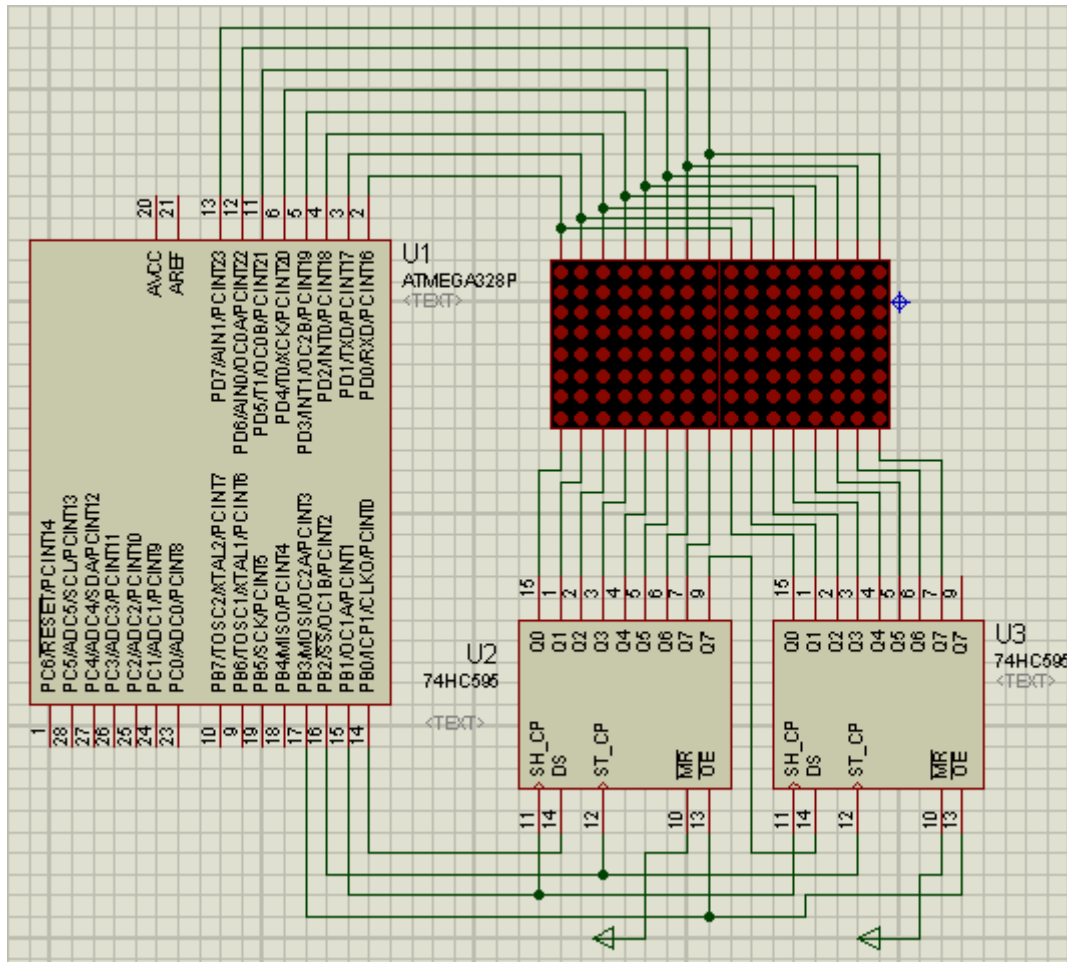 20
21
13
12
11
6
5
4
3
2
AVCC
AREF
PD7/AIN1/PCINT23
PD6/AIN0/OC0A/PCINT22
PD5/T1/OC0B/PCINT21
PD4/T0/XCK/PCINT20
PD3/INT1/OC2B/PCINT19
PD2/INT0/PCINT18
PD1/TXD/PCINT17
PD0/RXD/PCINT16
U1
ATMEGA328P
<TEXT>
PC6/RESET/PCINT14
PC5/ADC5/SCL/PCINT13
PC4/ADC4/SDA/PCINT12
PC3/ADC3/PCINT11
PC2/ADC2/PCINT10
PC1/ADC1/PCINT9
PC0/ADC0/PCINT8
PB7/TOSC2/XTAL2/PCINT7
PB6/TOSC1/XTAL1/PCINT6
PB5/SCK/PCINT5
PB4/MISO/PCINT4
PB3/MOSI/OC2A/PCINT3
PB2/SS/OC1B/PCINT2
PB1/OC1A/PCINT1
PB0/ICP1/CLKO/PCINT0
1
28
27
26
25
24
23
10
9
19
18
17
16
15
14
15
1
2
3
4
5
6
7
9
Q0
Q1
Q2
Q3
Q4
Q5
Q6
Q7
Q7'
U2
74HC595
<TEXT>
SH_CP
DS
ST_CP
MR
OE
11
14
12
10
13
15
1
2
3
4
5
6
7
9
Q0
Q1
Q2
Q3
Q4
Q5
Q6
Q7
Q7'
U3
74HC595
<TEXT>
SH_CP
DS
ST_CP
MR
OE
11
14
12
10
13